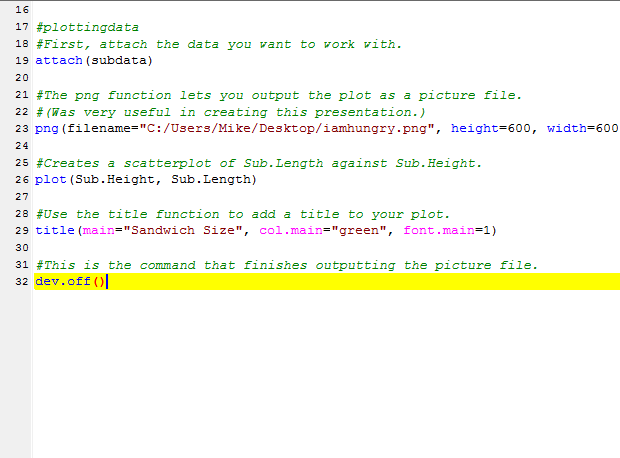 16
17 #plottingdata
18 #First, attach the data you want to work with.
19 attach(subdata)
20
21 #The png function lets you output the plot as a picture file.
22 #(Was very useful in creating this presentation.)
23 png(filename="C:/Users/Mike/Desktop/iamhungry.png", height=600, width=600
24
25 #Creates a scatterplot of Sub.Length against Sub.Height.
26 plot(Sub.Height, Sub.Length)
27
28 #Use the title function to add a title to your plot.
29 title(main="Sandwich Size", col.main="green", font.main=1)
30
31 #This is the command that finishes outputting the picture file.
32 dev.off()